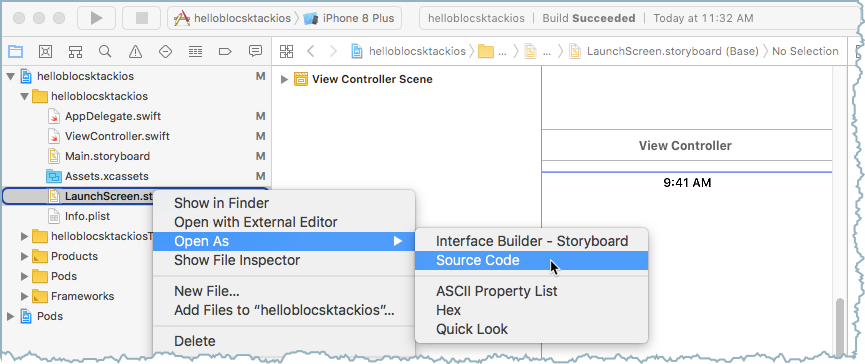 helloblocsktackios iPhone 8 Plus helloblocsktackios | Build Succeeded | Today at 11:32 AM
helloblocsktackios ... ... LaunchScreen.storyboard (Base) No Selection
helloblocsktackios M
helloblocsktackios
AppDelegate.swift M
ViewController.swift M
Main.storyboard M
Assets.xcassets M
LaunchScreen.st
Info.plist
helloblocsktackiosT
Products
Pods
Frameworks
Pods
View Controller Scene
View Controller
9:41 AM
Show in Finder
Open with External Editor
Open As
Show File Inspector
New File...
Add Files to “helloblocsktackios”...
Delete
Interface Builder - Storyboard
Source Code
ASCII Property List
Hex
Quick Look